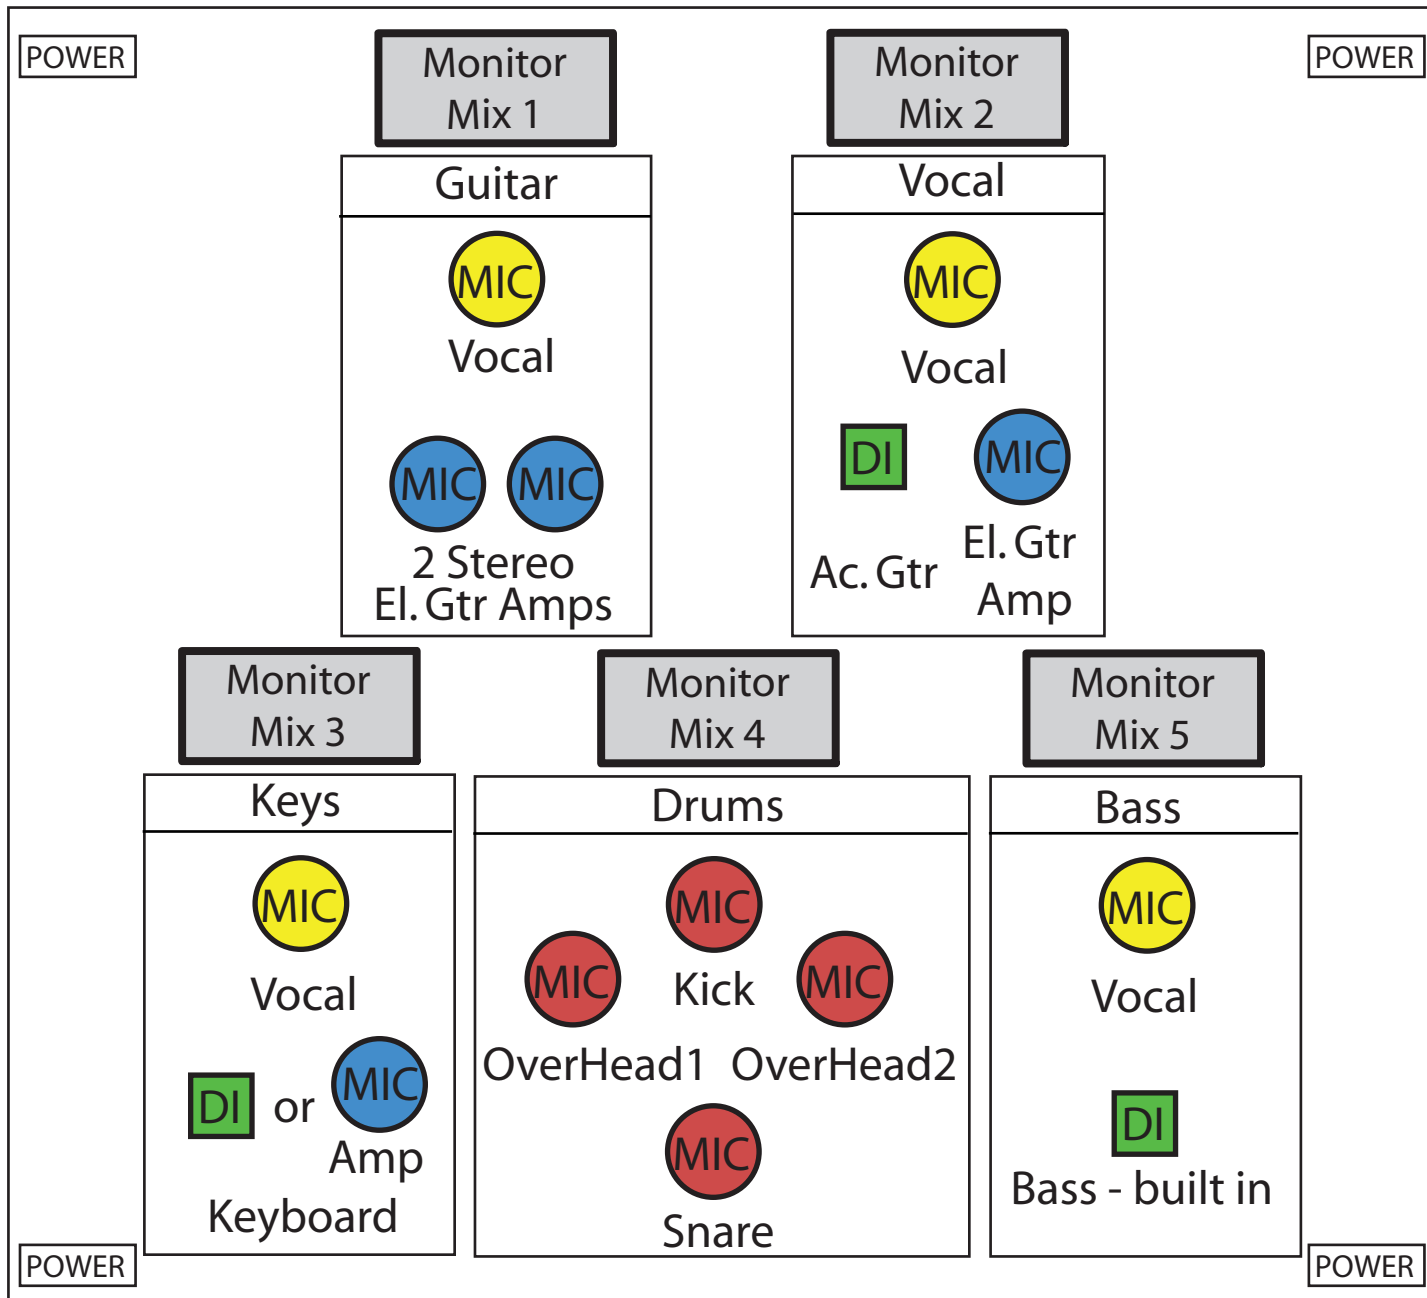 POWER
POWER
Monitor
Mix 1
Monitor
Mix 2
Guitar
MIC
Vocal
MIC MIC
2 Stereo
El. Gtr Amps
Vocal
MIC
Vocal
DI MIC
Ac. Gtr
El. Gtr
Amp
Monitor
Mix 3
Monitor
Mix 4
Monitor
Mix 5
Keys
MIC
Vocal
DI or MIC
Amp
Keyboard
Drums
MIC
Kick
MIC MIC
OverHead1 OverHead2
MIC
Snare
Bass
MIC
Vocal
DI
Bass - built in
POWER
POWER